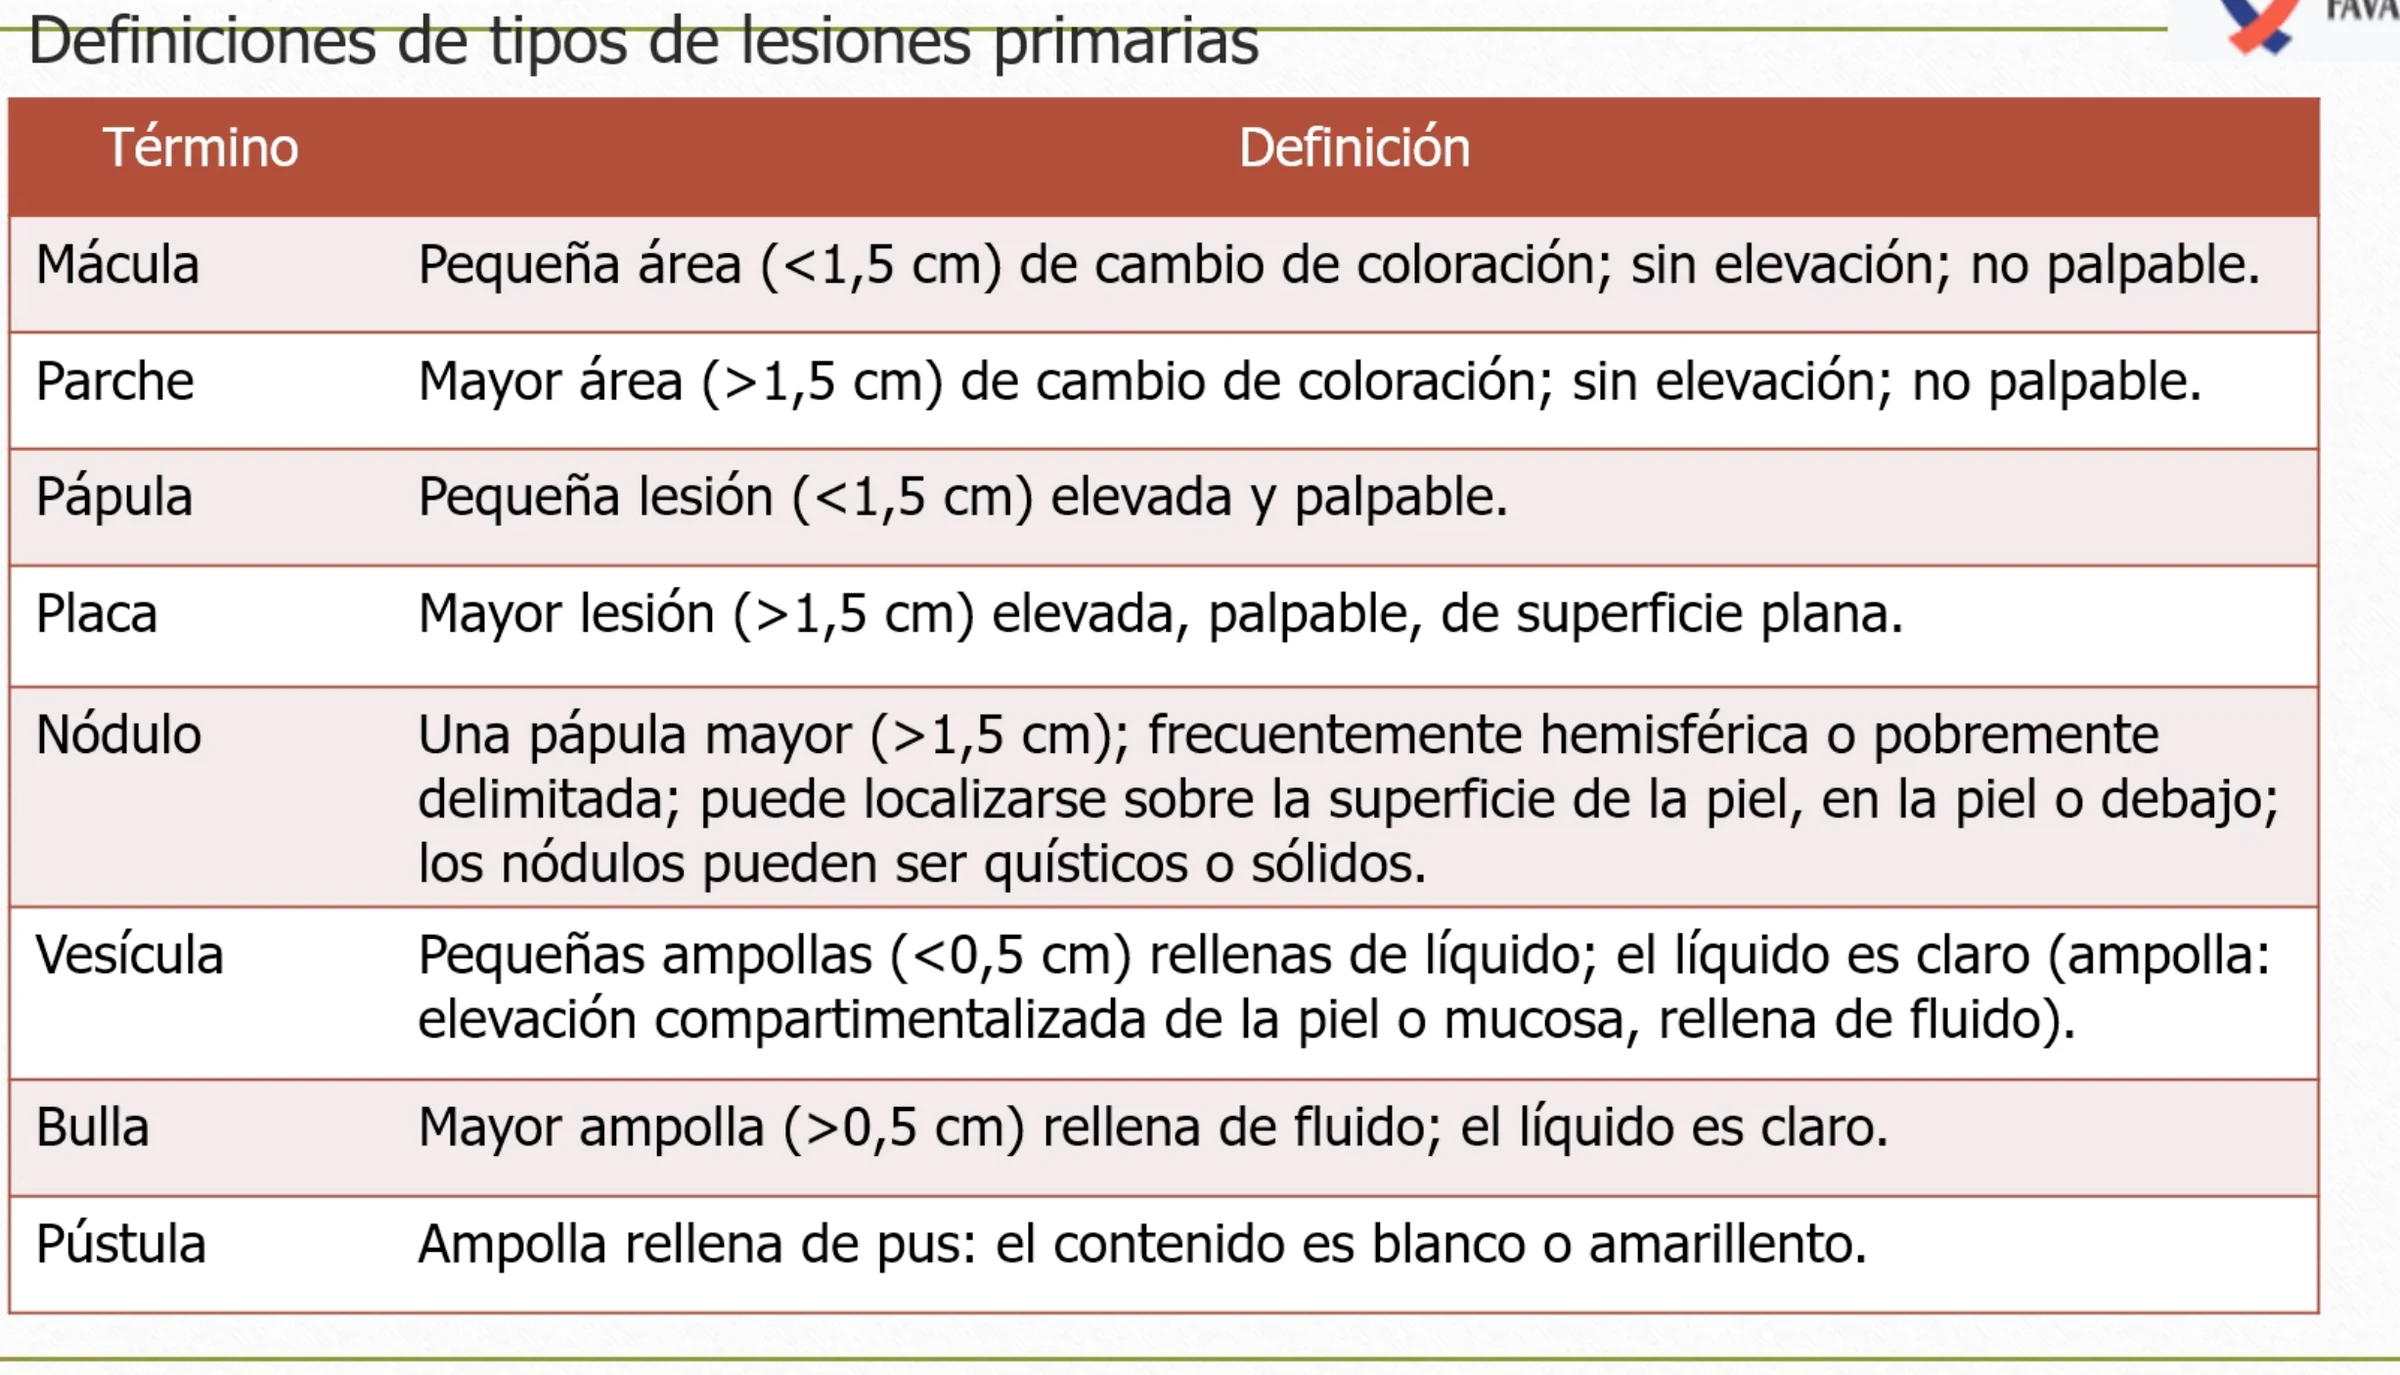 Definiciones de tipos de lesiones primarias
Término Definición
Mácula Pequeña área (<1,5 cm) de cambio de coloración; sin elevación; no palpable.
Parche Mayor área (>1,5 cm) de cambio de coloración; sin elevación; no palpable.
Pápula Pequeña lesión (<1,5 cm) elevada y palpable.
Placa Mayor lesión (>1,5 cm) elevada, palpable, de superficie plana.
Nódulo Una pápula mayor (>1,5 cm); frecuentemente hemisférica o pobremente
delimitada; puede localizarse sobre la superficie de la piel, en la piel o debajo;
los nódulos pueden ser quísticos o sólidos.
Vesícula Pequeñas ampollas (<0,5 cm) rellenas de líquido; el líquido es claro (ampolla:
elevación compartimentalizada de la piel o mucosa, rellena de fluido).
Bulla Mayor ampolla (>0,5 cm) rellena de fluido; el líquido es claro.
Pústula Ampolla rellena de pus: el contenido es blanco o amarillento.